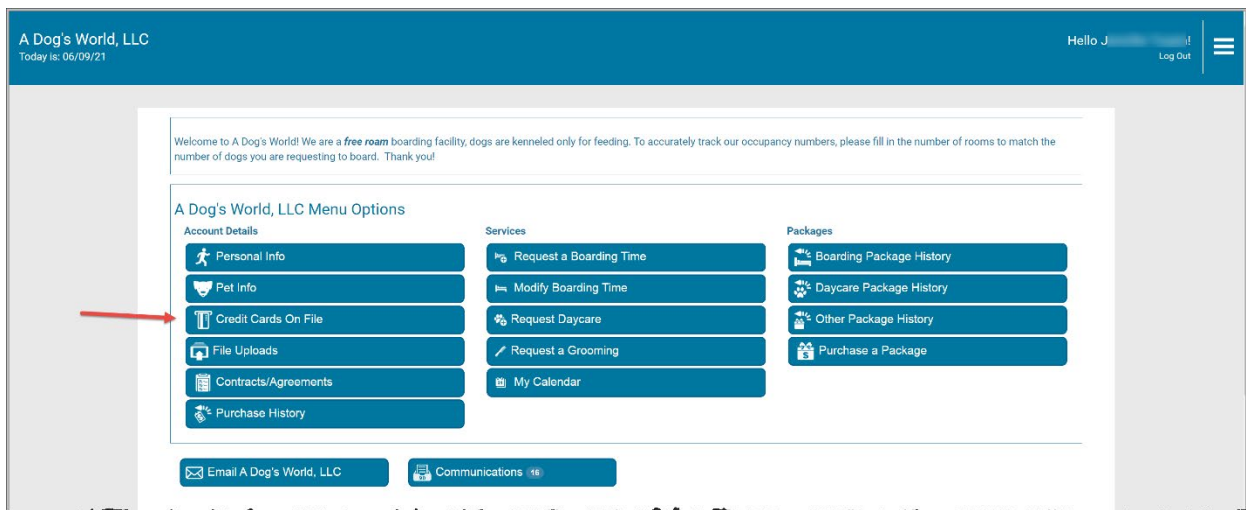 A Dog's World, LLC
Today is: 06/09/21
Hello J !
Log Out
Welcome to A Dog's World! We are a free roam boarding facility, dogs are kenneled only for feeding. To accurately track our occupancy numbers, please fill in the number of rooms to match the
number of dogs you are requesting to board. Thank you!
A Dog's World, LLC Menu Options
Account Details
Personal Info
Pet Info
Credit Cards On File
File Uploads
Contracts/Agreements
Purchase History
Services
Request a Boarding Time
Modify Boarding Time
Request Daycare
Request a Grooming
My Calendar
Packages
Boarding Package History
Daycare Package History
Other Package History
Purchase a Package
Email A Dog's World, LLC
Communications 16